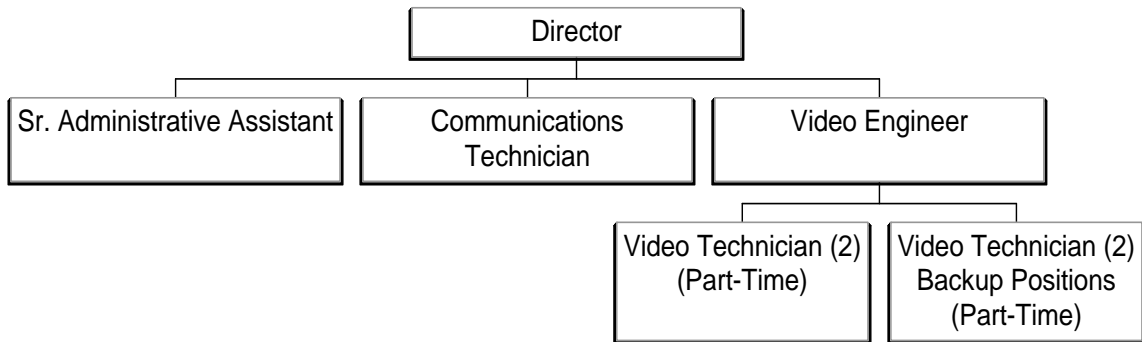 Director
Sr. Administrative Assistant
Communications
Technician
Video Engineer
Video Technician (2)
(Part-Time)
Video Technician (2)
Backup Positions
(Part-Time)